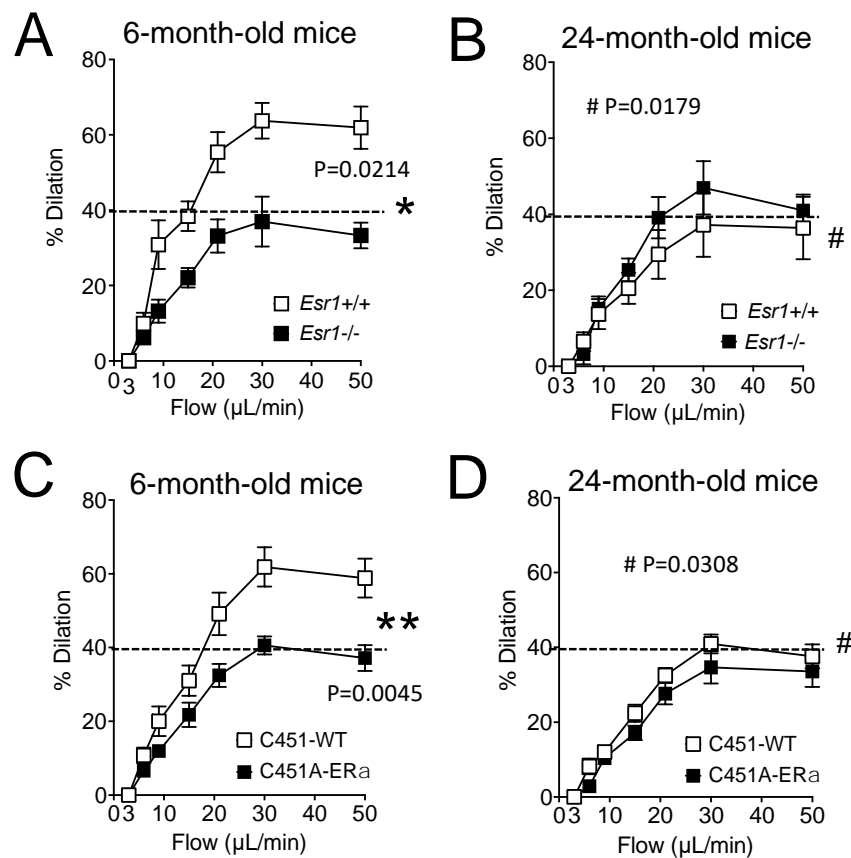 A
6-month-old mice
80
60
40
20
0
% Dilation
P=0.0214
*
Esr1+/+
Esr1-/-
0 3 10 20 30 40 50
Flow (µL/min)
B
24-month-old mice
80
60
40
20
0
% Dilation
# P=0.0179
#
Esr1+/+
Esr1-/-
0 3 10 20 30 40 50
Flow (µL/min)
C
6-month-old mice
80
60
40
20
0
% Dilation
**
P=0.0045
C451-WT
C451A-ERa
0 3 10 20 30 40 50
Flow (µL/min)
D
24-month-old mice
80
60
40
20
0
% Dilation
# P=0.0308
#
C451-WT
C451A-ERa
0 3 10 20 30 40 50
Flow (µL/min)